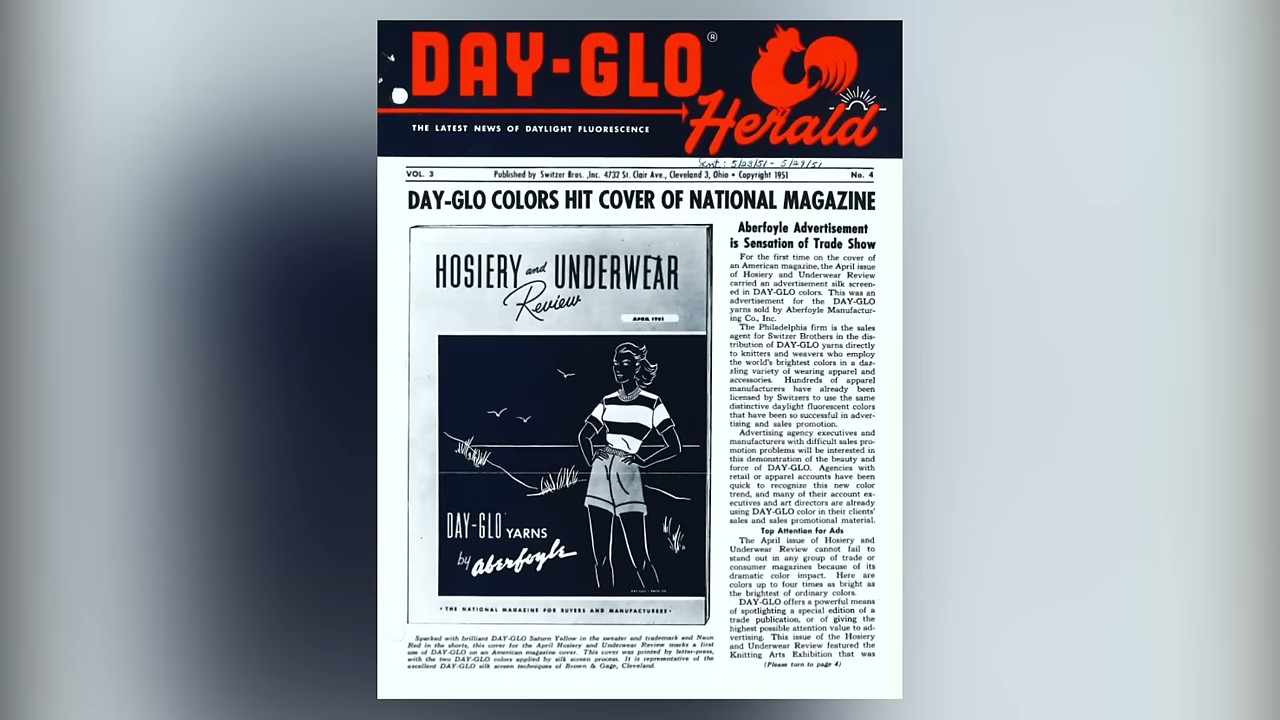 DAY-GLO®
Herald
THE LATEST NEWS OF DAYLIGHT FLUORESCENCE
Sent: 5/23/51 - 5/29/51
VOL. 3 Published by Switzer Bros., Inc. 4732 St. Clair Ave., Cleveland 3, Ohio • Copyright 1951 No. 4
DAY-GLO COLORS HIT COVER OF NATIONAL MAGAZINE
HOSIERY and UNDERWEAR
Review
APRIL 1951
DAY-GLO YARNS
by aberfoyle
• THE NATIONAL MAGAZINE FOR BUYERS AND MANUFACTURERS •
Sparked with brilliant DAY-GLO Saturn Yellow in the sweater and trademark and Neon
Red in the shorts, this cover for the April Hosiery and Underwear Review marks a first
use of DAY-GLO on an American magazine cover. This cover was printed by letter-press,
with the two DAY-GLO colors applied by silk screen process. It is representative of the
excellent DAY-GLO silk screen techniques of Brown & Gage, Cleveland.
Aberfoyle Advertisement
is Sensation of Trade Show
For the first time on the cover of
an American magazine, the April issue
of Hosiery and Underwear Review
carried an advertisement silk screen-
ed in DAY-GLO colors. This was an
advertisement for the DAY-GLO
yarns sold by Aberfoyle Manufactur-
ing Co., Inc.
The Philadelphia firm is the sales
agent for Switzer Brothers in the dis-
tribution of DAY-GLO yarns directly
to knitters and weavers who employ
the world's brightest colors in a daz-
zling variety of wearing apparel and
accessories. Hundreds of apparel
manufacturers have already been
licensed by Switzers to use the same
distinctive daylight fluorescent colors
that have been so successful in adver-
tising and sales promotion.
Advertising agency executives and
manufacturers with difficult sales pro-
motion problems will be interested in
this demonstration of the beauty and
force of DAY-GLO. Agencies with
retail or apparel accounts have been
quick to recognize this new color
trend, and many of their account ex-
ecutives and art directors are already
using DAY-GLO color in their clients'
sales and sales promotional material.
Top Attention for Ads
The April issue of Hosiery and
Underwear Review cannot fail to
stand out in any group of trade or
consumer magazines because of its
dramatic color impact. Here are
colors up to four times as bright as
the brightest of ordinary colors.
DAY-GLO offers a powerful means
of spotlighting a special edition of a
trade publication, or of giving the
highest possible attention value to ad-
vertising. This issue of the Hosiery
and Underwear Review featured the
Knitting Arts Exhibition that was
(Please turn to page 4)